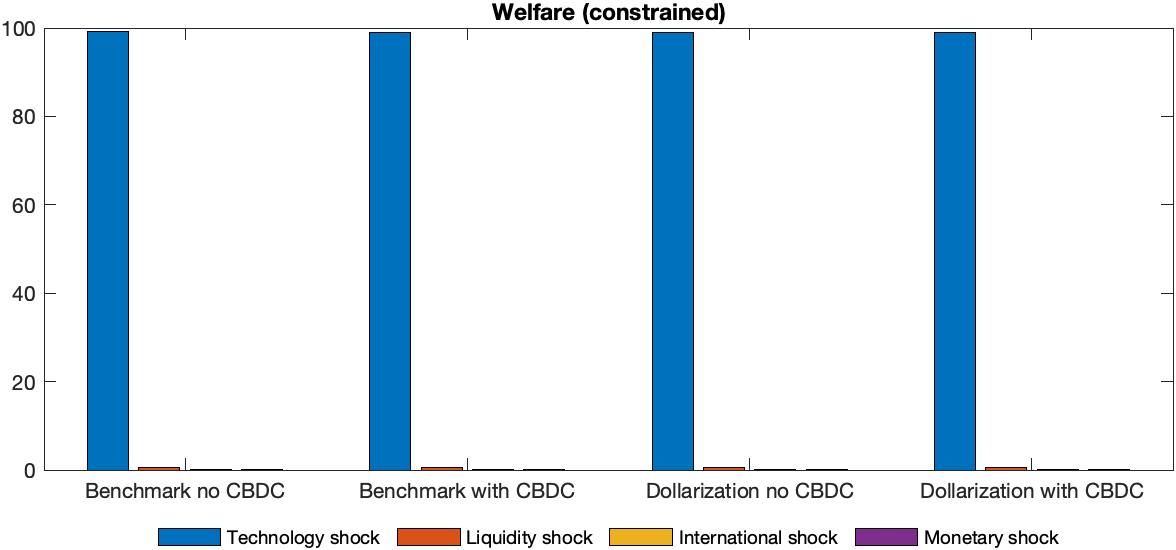 Welfare (constrained)
100
80
60
40
20
0
Benchmark no CBDC Benchmark with CBDC Dollarization no CBDC Dollarization with CBDC
Technology shock Liquidity shock International shock Monetary shock